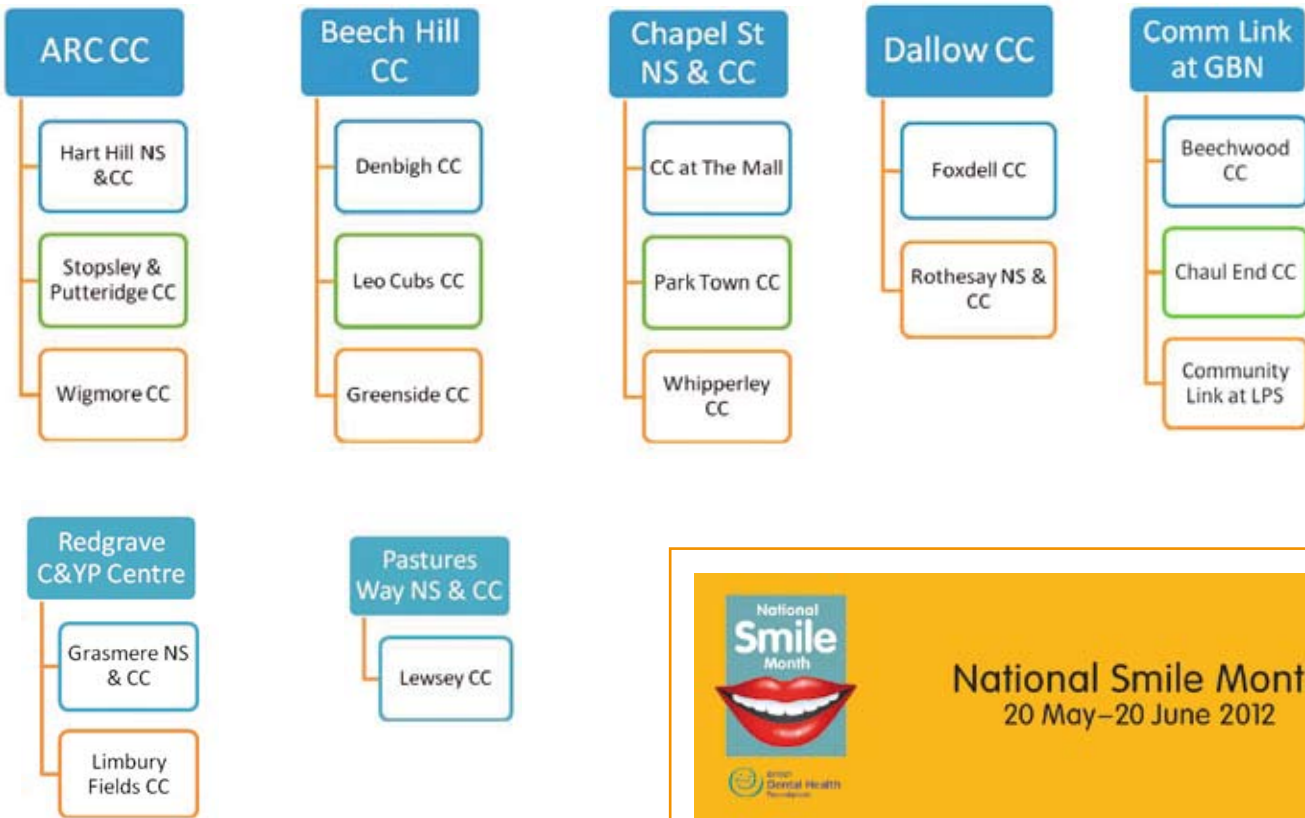 ARC CC
Hart Hill NS
&CC
Stopsley &
Putteridge CC
Wigmore CC
Beech Hill
CC
Denbigh CC
Leo Cubs CC
Greenside CC
Chapel St
NS & CC
CC at The Mall
Park Town CC
Whipperley
CC
Dallow CC
Foxdell CC
Rothesay NS &
CC
Comm Link
at GBN
Beechwood
CC
Chaul End CC
Community
Link at LPS
Redgrave
C&YP Centre
Grasmere NS
& CC
Limbury
Fields CC
Pastures
Way NS & CC
Lewsey CC
National
Smile
Month
British
Dental Health
Foundation
National Smile Mont
20 May–20 June 2012